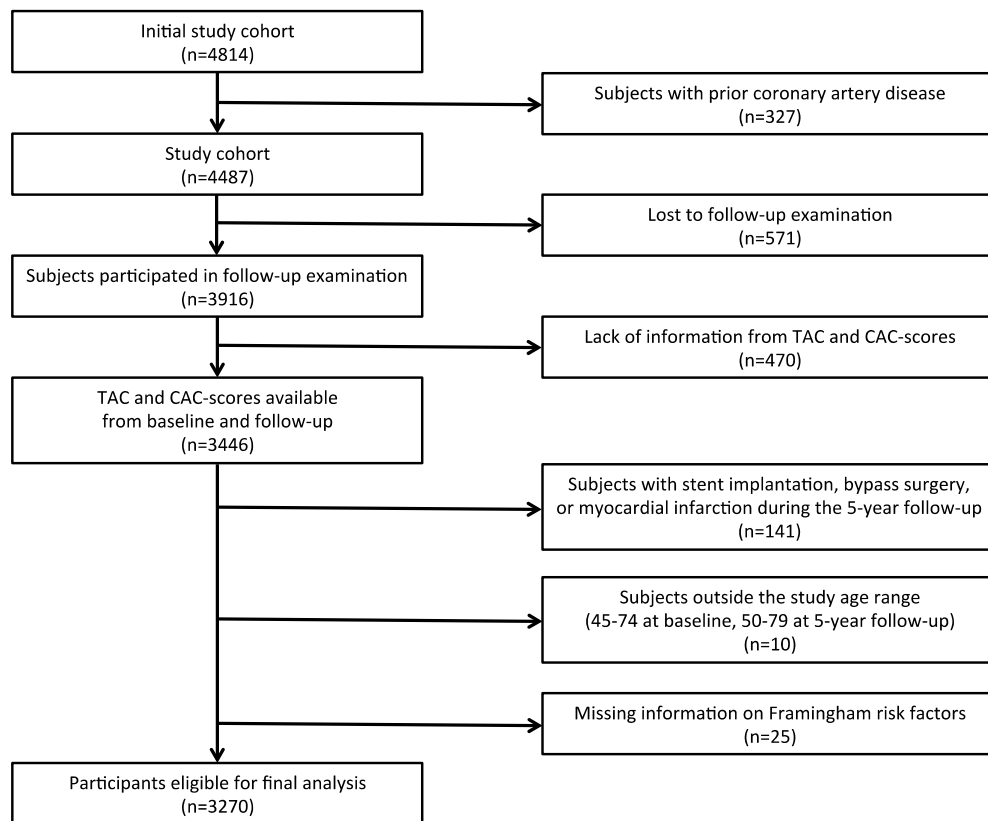 Initial study cohort
(n=4814)
Subjects with prior coronary artery disease
(n=327)
Study cohort
(n=4487)
Lost to follow-up examination
(n=571)
Subjects participated in follow-up examination
(n=3916)
Lack of information from TAC and CAC-scores
(n=470)
TAC and CAC-scores available
from baseline and follow-up
(n=3446)
Subjects with stent implantation, bypass surgery,
or myocardial infarction during the 5-year follow-up
(n=141)
Subjects outside the study age range
(45-74 at baseline, 50-79 at 5-year follow-up)
(n=10)
Missing information on Framingham risk factors
(n=25)
Participants eligible for final analysis
(n=3270)